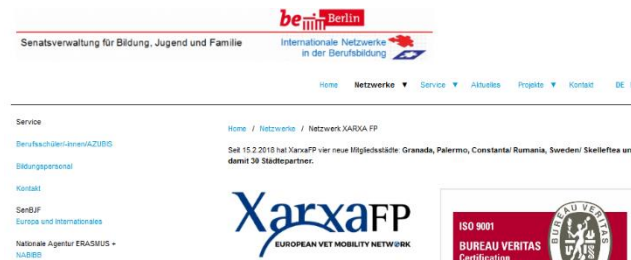 be Berlin
Senatsverwaltung für Bildung, Jugend und Familie
Internationale Netzwerke
in der Berufsbildung
Home Netzwerke ▼ Service ▼ Aktuelles Projekte ▼ Kontakt DE
Service
Berufsschüler/-innen/AZUBIS
Bildungspersonal
Kontakt
SenBJF
Europa und Internationales
Nationale Agentur ERASMUS +
NABIBB
Home / Netzwerke / Netzwerk XARXA FP
Seit 15.2.2018 hat XarxaFP vier neue Mitgliedsstädte: Granada, Palermo, Constanta/ Rumania, Sweden/ Skelleftea un
damit 30 Städtepartner.
XarxaFP
EUROPEAN VET MOBILITY NETWORK
ISO 9001
BUREAU VERITAS
Certification
BUREAU VERITAS